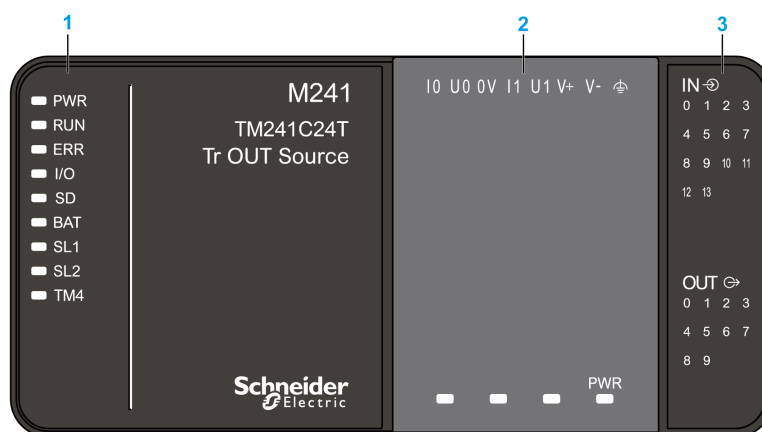 1
2
3
PWR
RUN
ERR
I/O
SD
BAT
SL1
SL2
TM4
M241
TM241C24T
Tr OUT Source
Schneider
Electric
I0 U0 0V I1 U1 V+ V-
PWR
IN
0 1 2 3
4 5 6 7
8 9 10 11
12 13
OUT
0 1 2 3
4 5 6 7
8 9